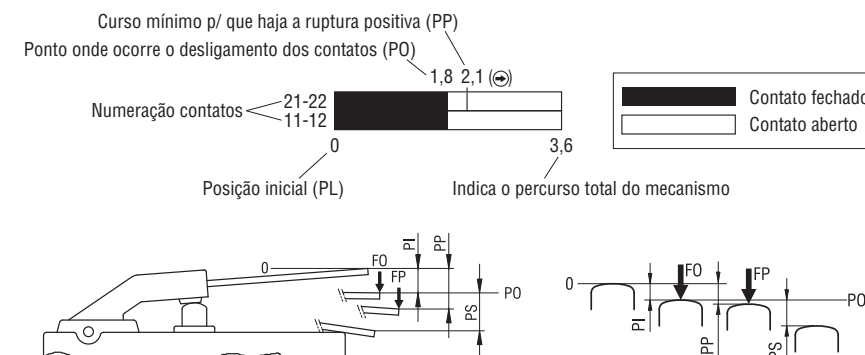 Curso mínimo p/ que haja a ruptura positiva (PP)
Ponto onde ocorre o desligamento dos contatos (PO)
1,8 2,1 (➔)
Numeração contatos
21-22
11-12
0
3,6
Posição inicial (PL)
Indica o percurso total do mecanismo
Contato fechado
Contato aberto
0
PI
PP
FO
FP
PO
PS
0
FO
FP
PO
PI
PP
PS